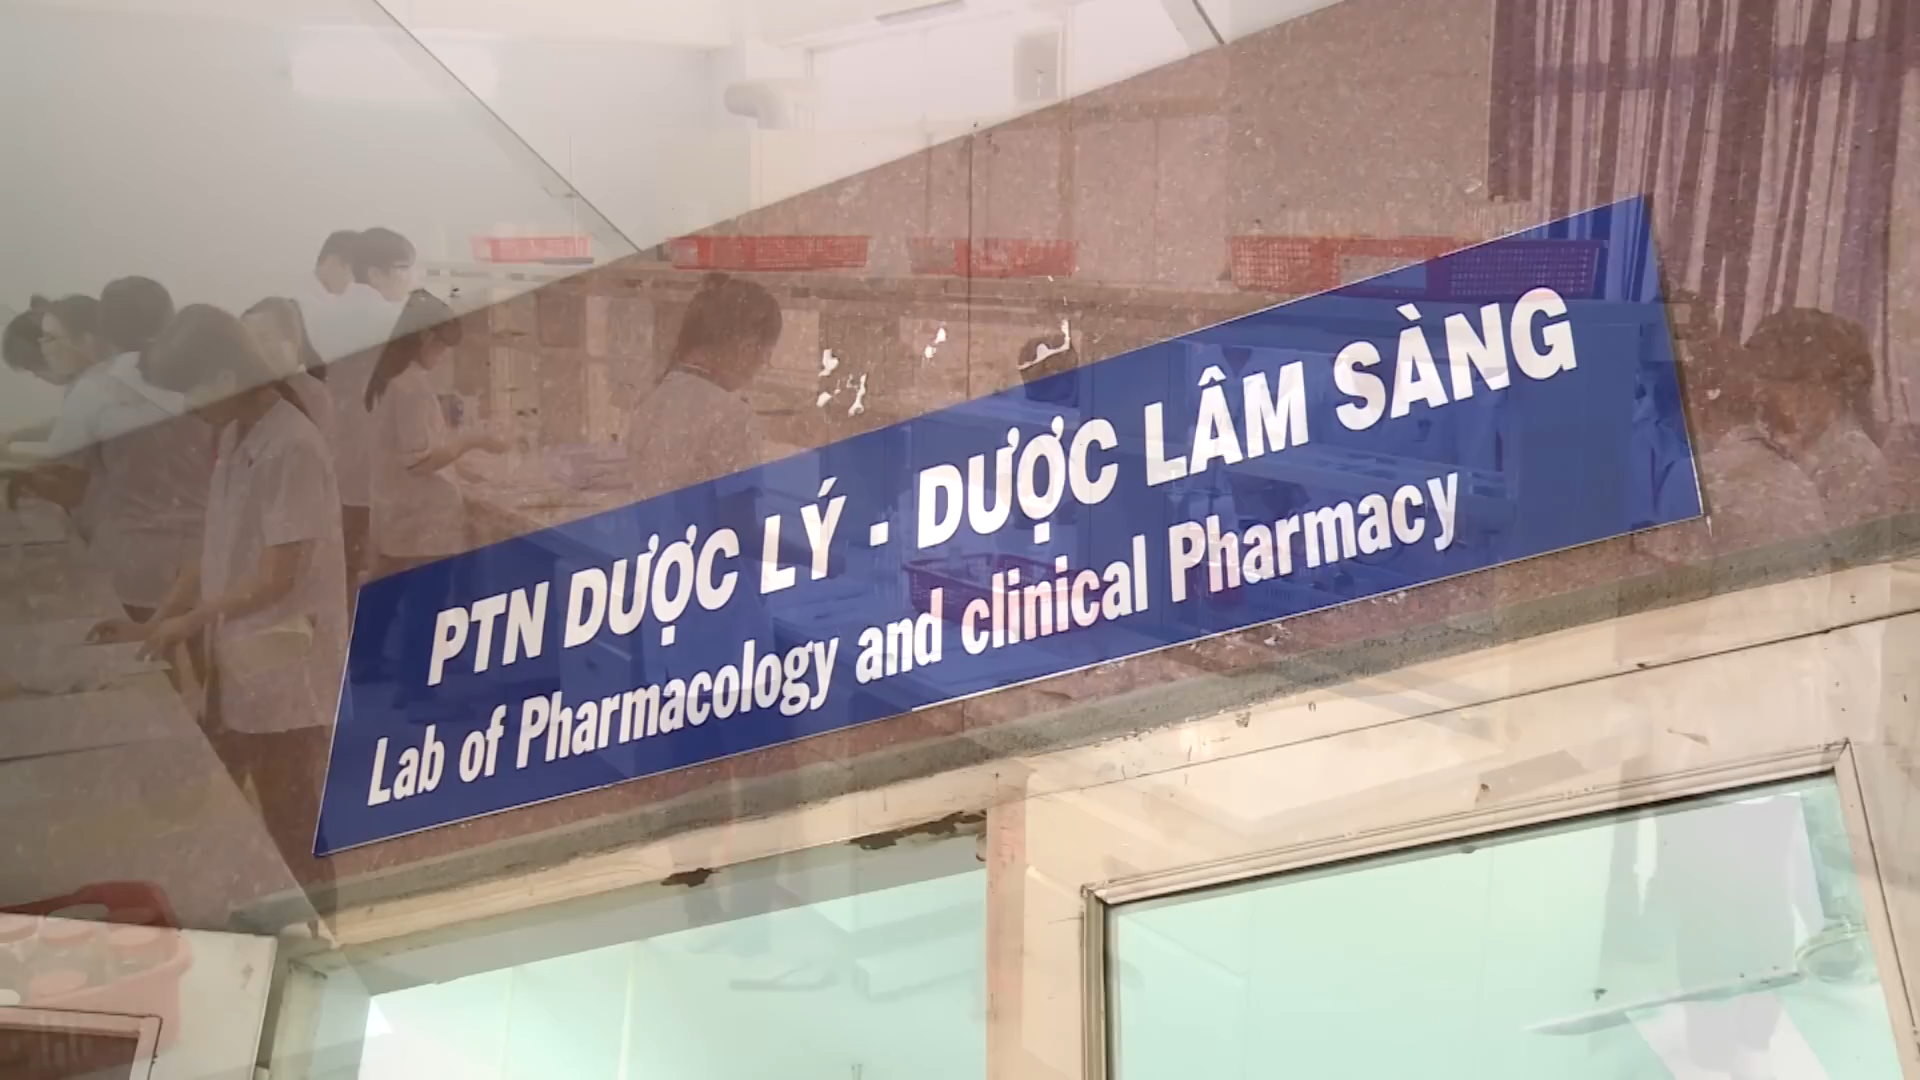 PTN DƯỢC LÝ - DƯỢC LÂM SÀNG
Lab of Pharmacology and clinical Pharmacy